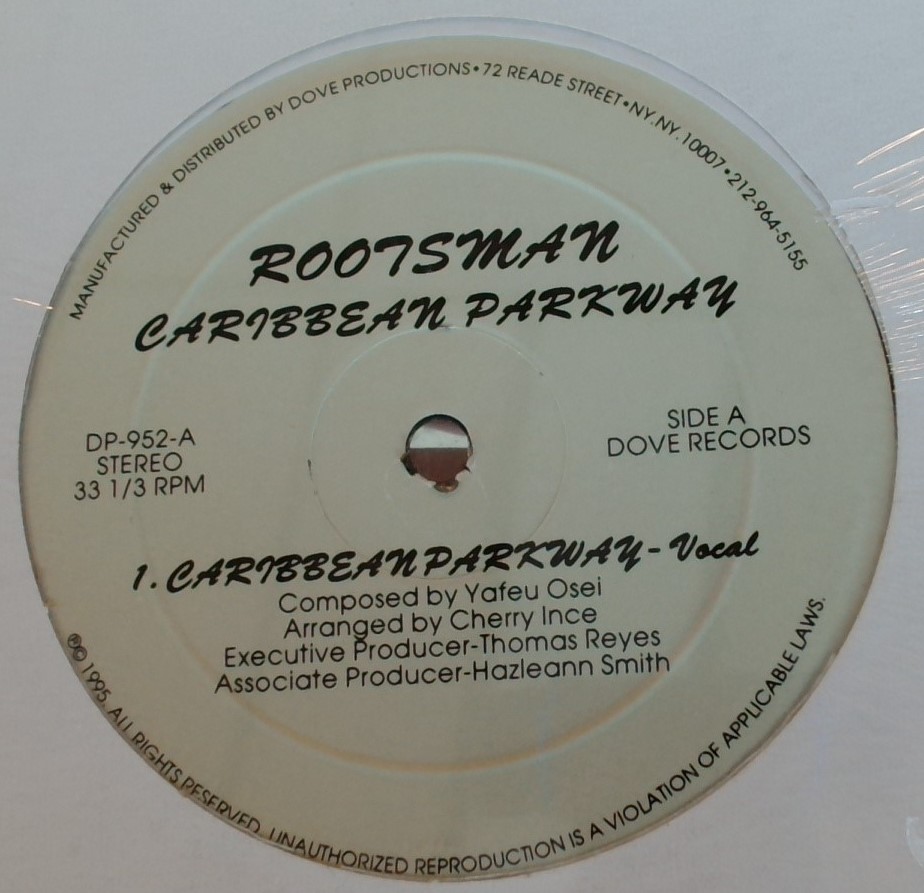 MANUFACTURED & DISTRIBUTED BY DOVE PRODUCTIONS • 72 READE STREET • NY.NY. 10007 • 212-964-5155
ROOTSMAN
CARIBBEAN PARKWAY
DP-952-A
STEREO
33 1/3 RPM
SIDE A
DOVE RECORDS
1. CARIBBEAN PARKWAY - Vocal
Composed by Yafeu Osei
Arranged by Cherry Ince
Executive Producer-Thomas Reyes
Associate Producer-Hazleann Smith
®© 1995. ALL RIGHTS RESERVED. UNAUTHORIZED REPRODUCTION IS A VIOLATION OF APPLICABLE LAWS.